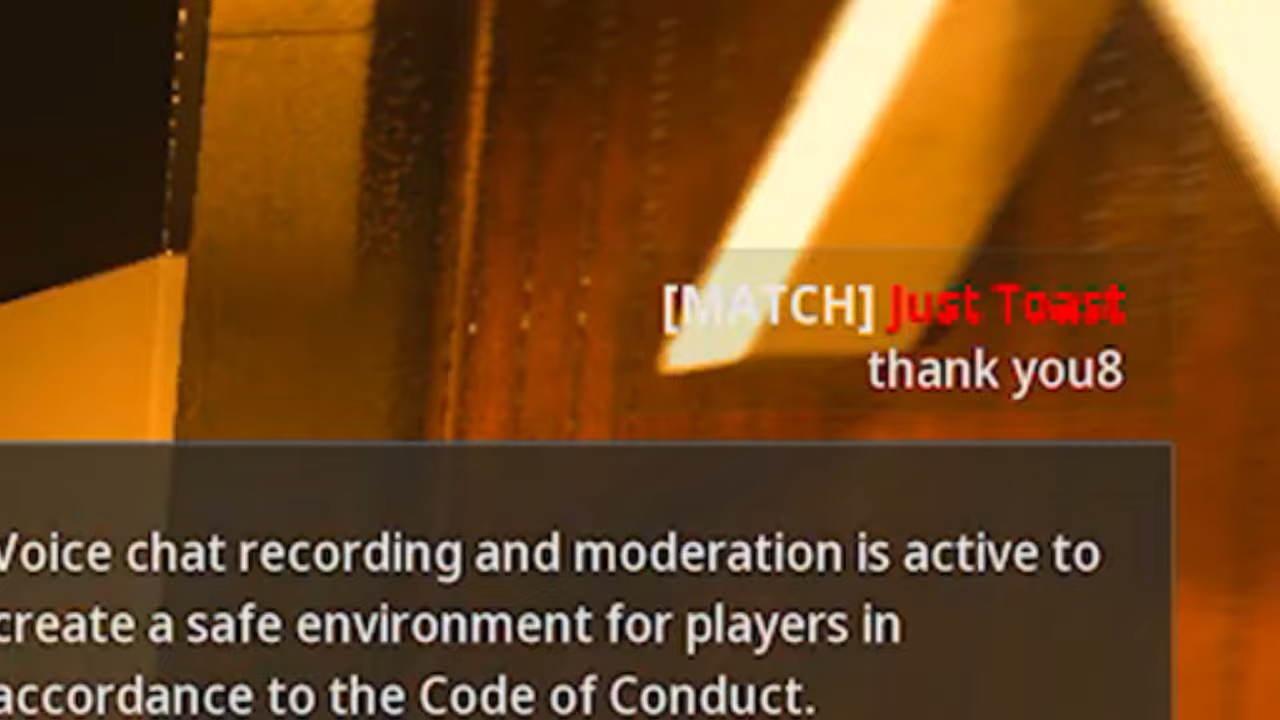 [MATCH] Just Toast
thank you8
Voice chat recording and moderation is active to
create a safe environment for players in
accordance to the Code of Conduct.